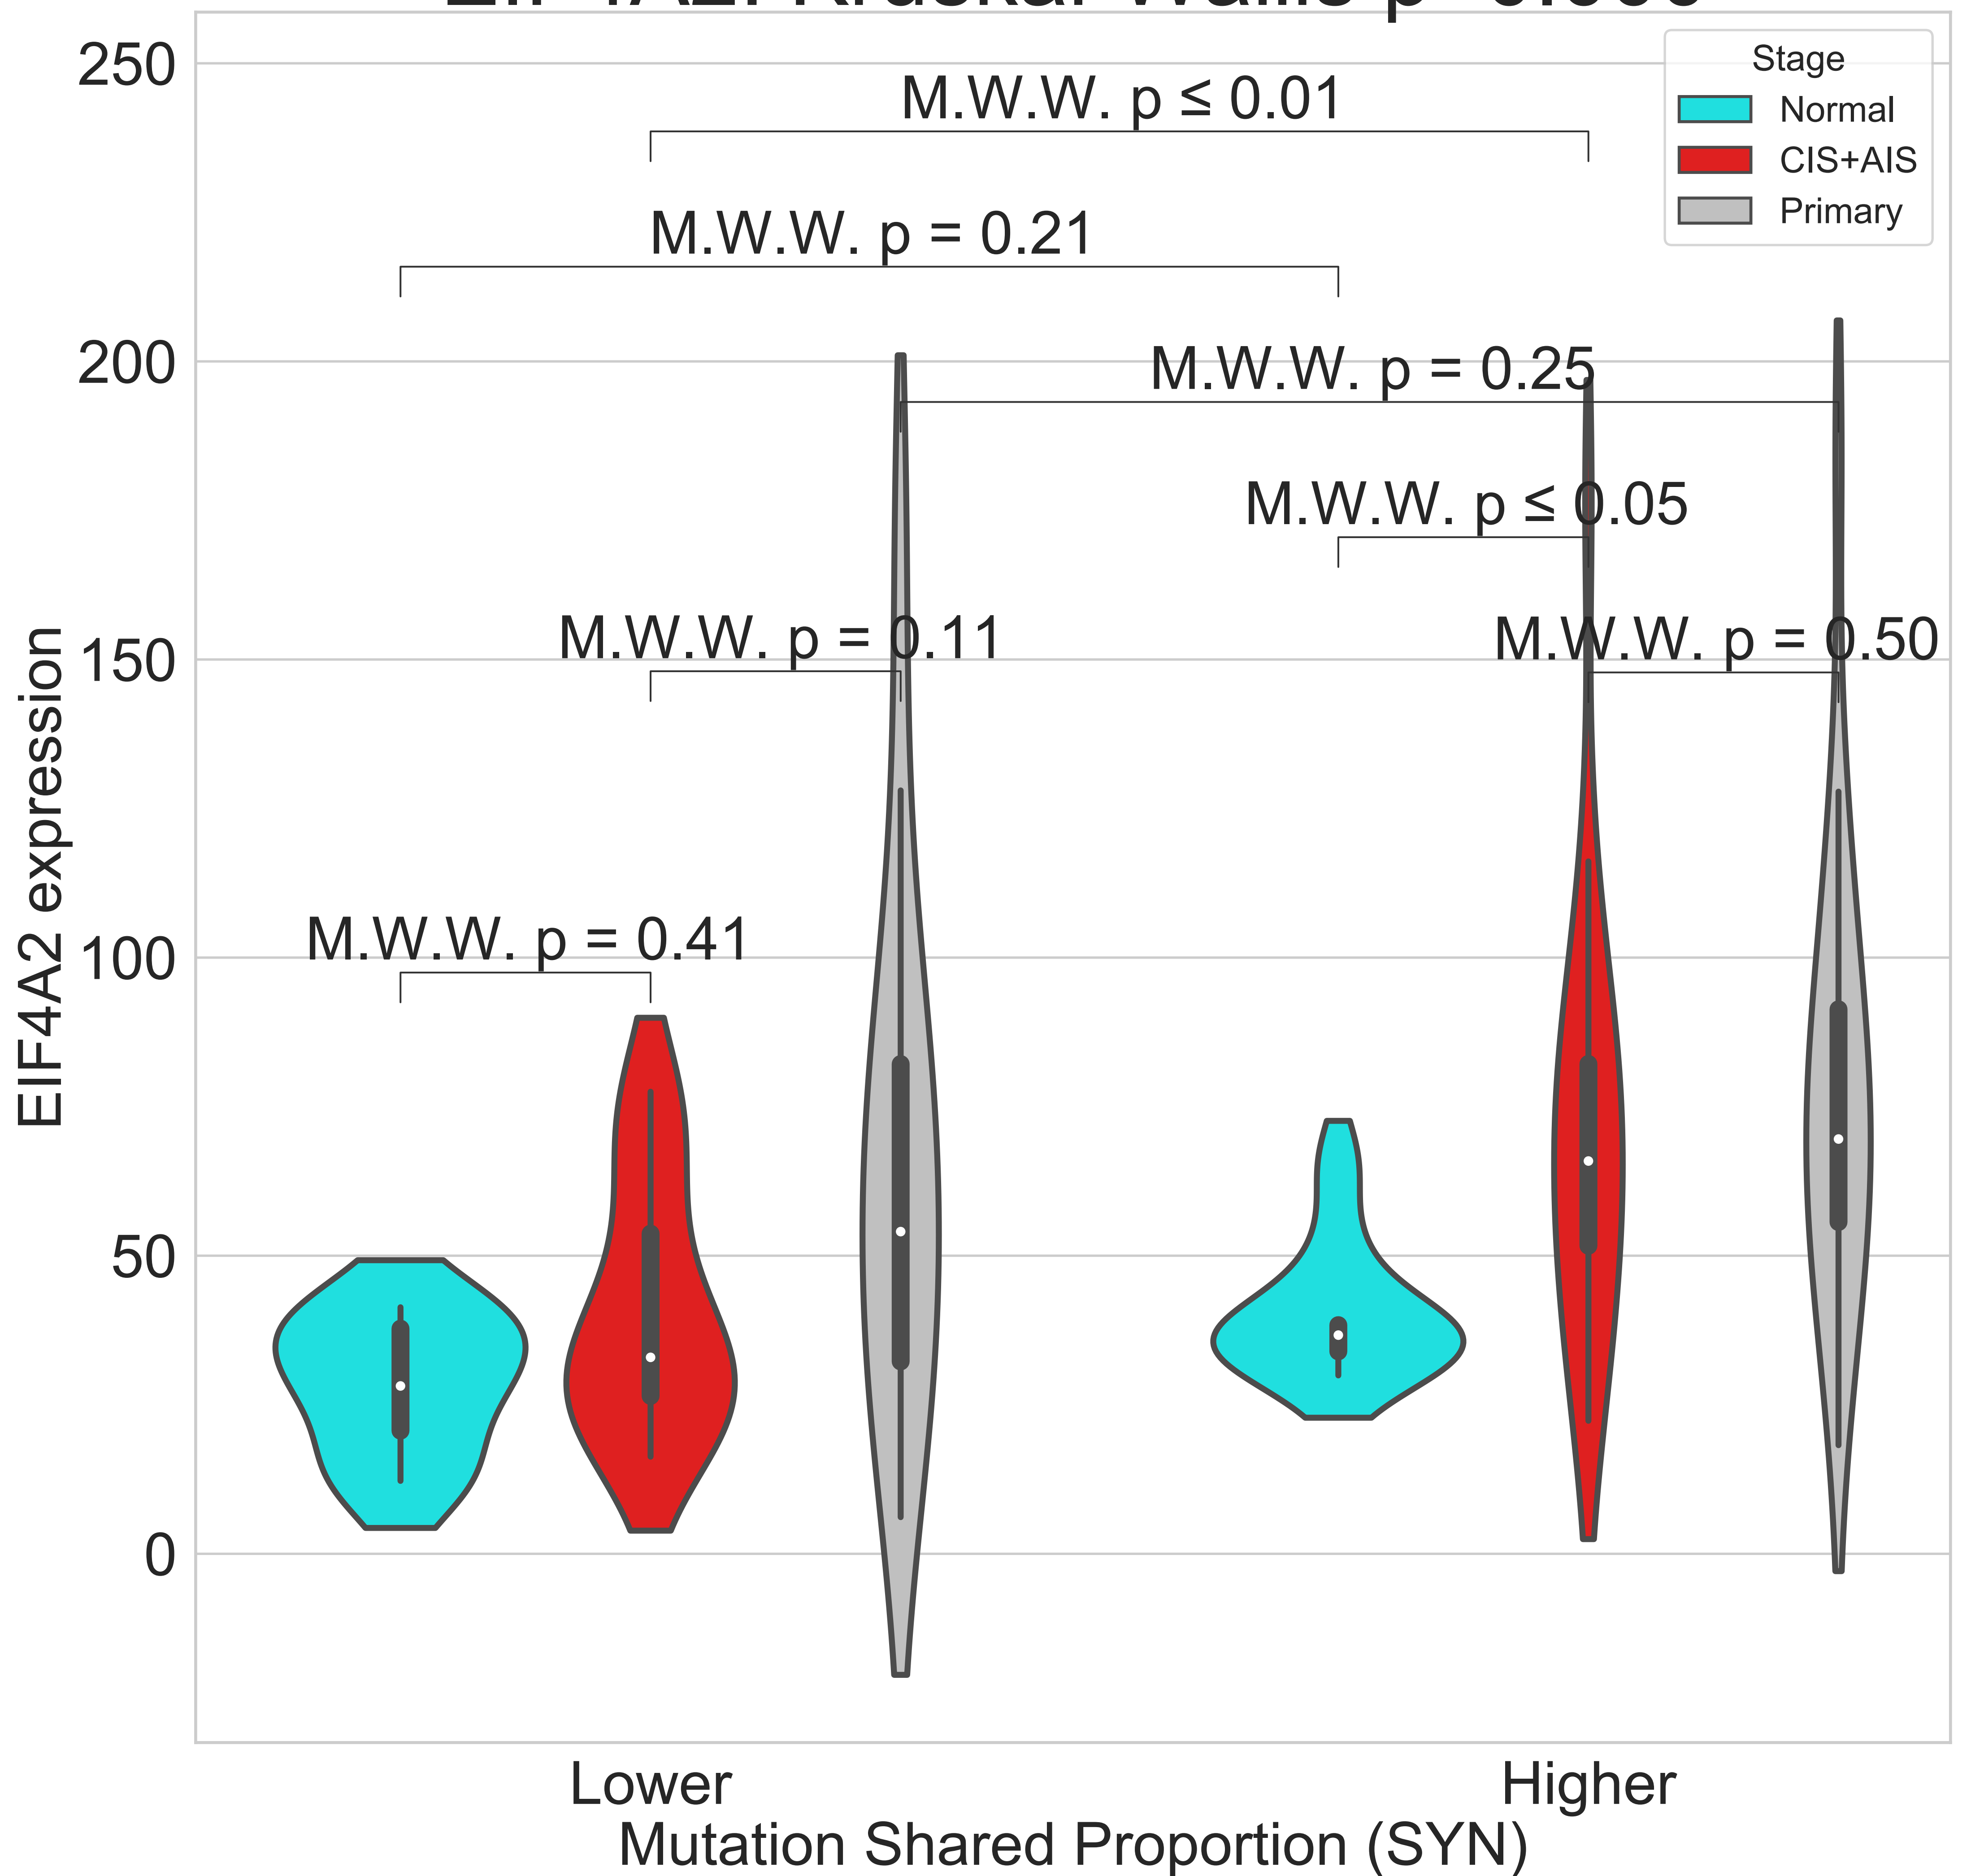 250
200
150
100
50
0
EIF4A2 expression
M.W.W. p ≤ 0.01
M.W.W. p = 0.21
M.W.W. p = 0.25
M.W.W. p ≤ 0.05
M.W.W. p = 0.11
M.W.W. p = 0.50
M.W.W. p = 0.41
Stage
Normal
CIS+AIS
Primary
Lower
Higher
Mutation Shared Proportion (SYN)